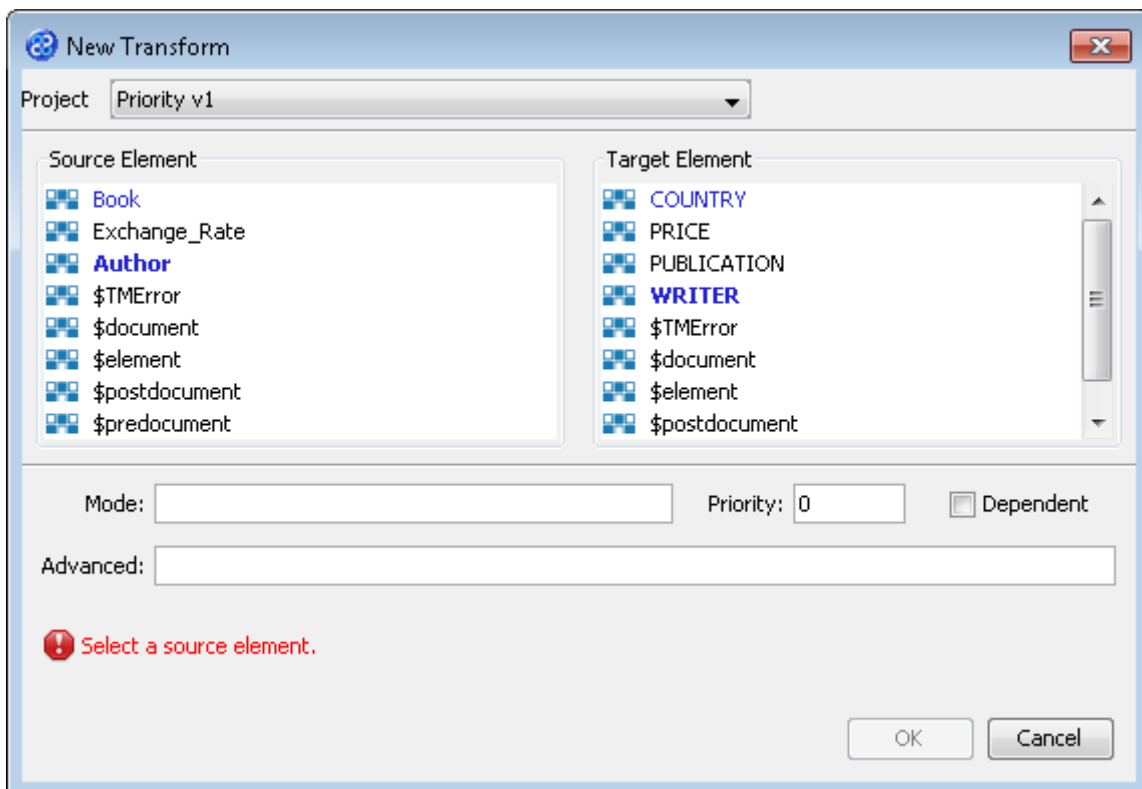 New Transform
Project Priority v1
Source Element
Book
Exchange_Rate
Author
$TMError
$document
$element
$postdocument
$predocument
Target Element
COUNTRY
PRICE
PUBLICATION
WRITER
$TMError
$document
$element
$postdocument
Mode: Priority: 0 Dependent
Advanced:
Select a source element.
OK Cancel